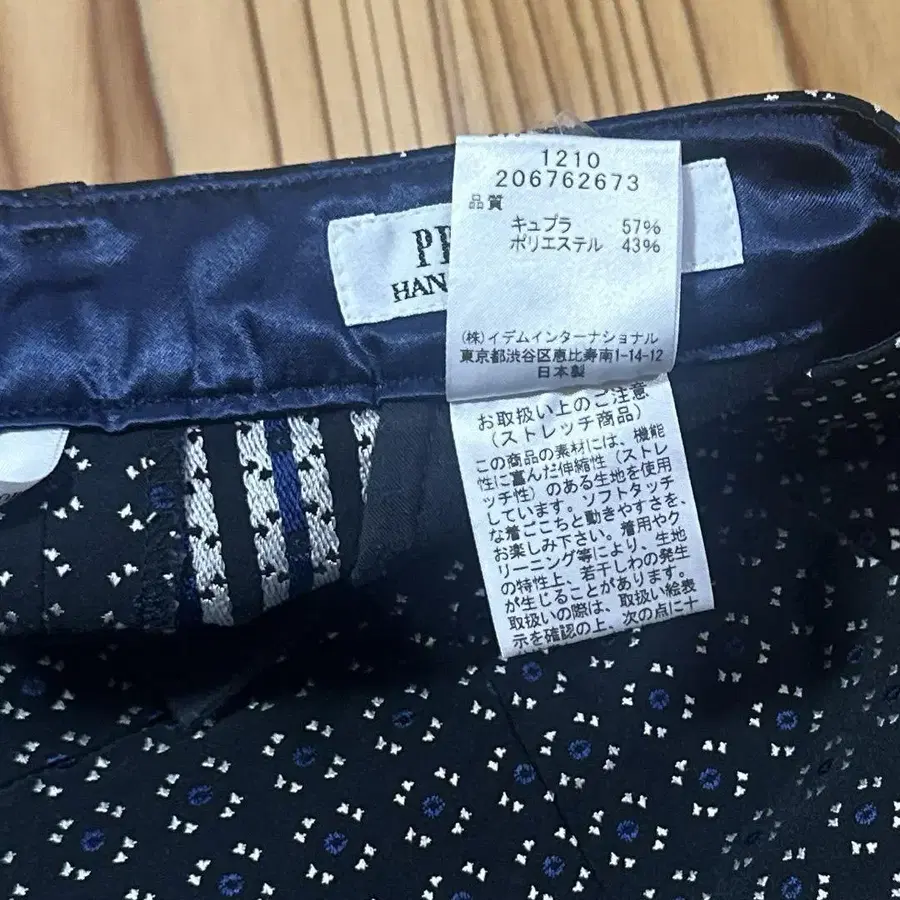 1210
206762673
品質
キュプラ 57%
ポリエステル 43%
(株)イデムインターナショナル
東京都渋谷区恵比寿南1-14-12
日本製
お取扱い上のご注意
(ストレッチ商品)
この商品の素材には、機能
性に富んだ伸縮性(ストレ
ッチ性)のある生地を使用
しています。ソフトタッチ
な着ごこちと動きやすさを、
お楽しみ下さい。着用やク
リーニング等により、生地
の特性上、若干しわの発生
が生じることがあります。
取扱いの際は、取扱い絵表
示を確認の上、次の点に十